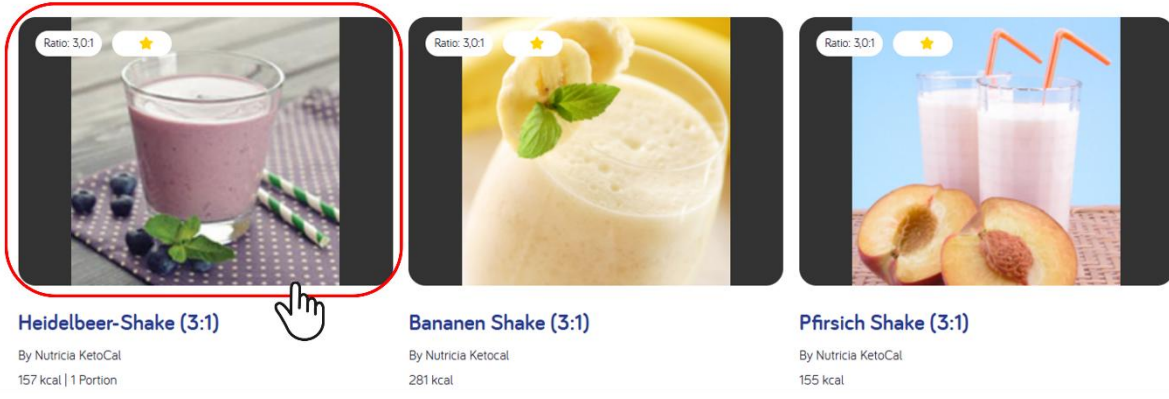 Ratio: 3,0:1
Ratio: 3,0:1
Ratio: 3,0:1
Heidelbeer-Shake (3:1)
By Nutricia KetoCal
157 kcal | 1 Portion
Bananen Shake (3:1)
By Nutricia Ketocal
281 kcal
Pfirsich Shake (3:1)
By Nutricia KetoCal
155 kcal